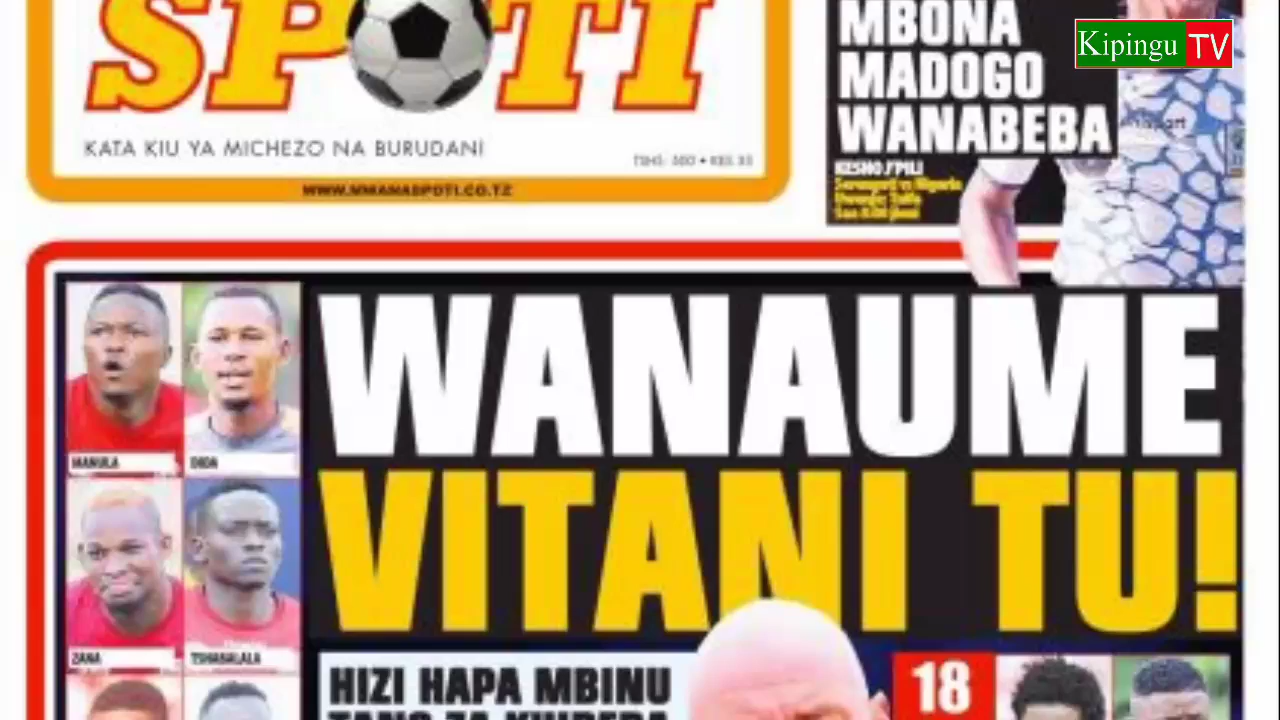 SPOTI
KATA KIU YA MICHEZO NA BURUDANI
WWW.MWANASPOTI.CO.TZ
MBONA
MADOGO
WANABEBA
KESHO/PILI
Kipingu TV
WANAUME
VITANI TU!
MANULA
DIDA
ZANA
TSHABALALA
HIZI HAPA MBINU
18